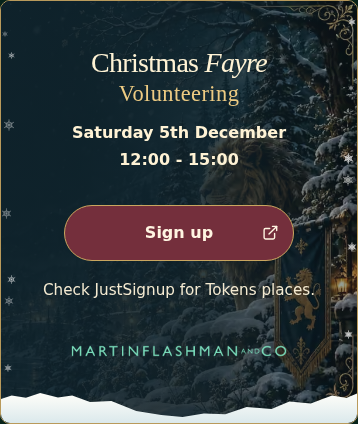 Christmas Fayre
Volunteering
Saturday 5th December
12:00 - 15:00
Sign up
Check JustSignup for Tokens places.
MARTINFLASHMANANDCO